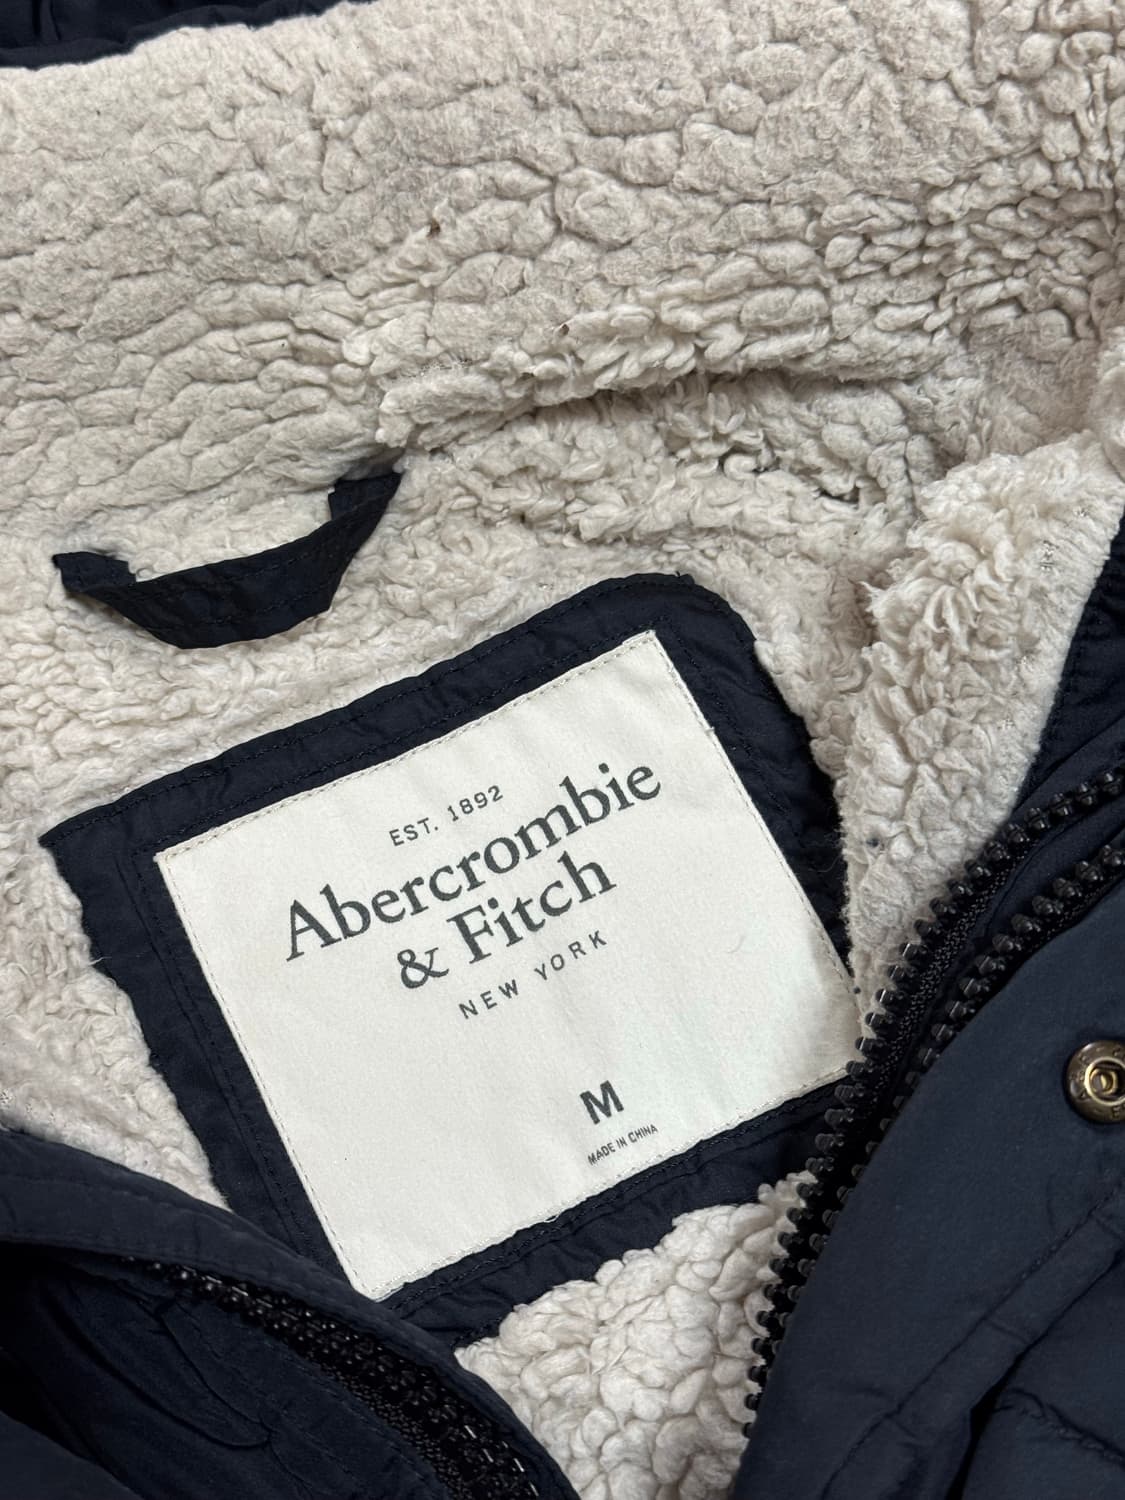 EST. 1892
Abercrombie
& Fitch
NEW YORK
M
MADE IN CHINA